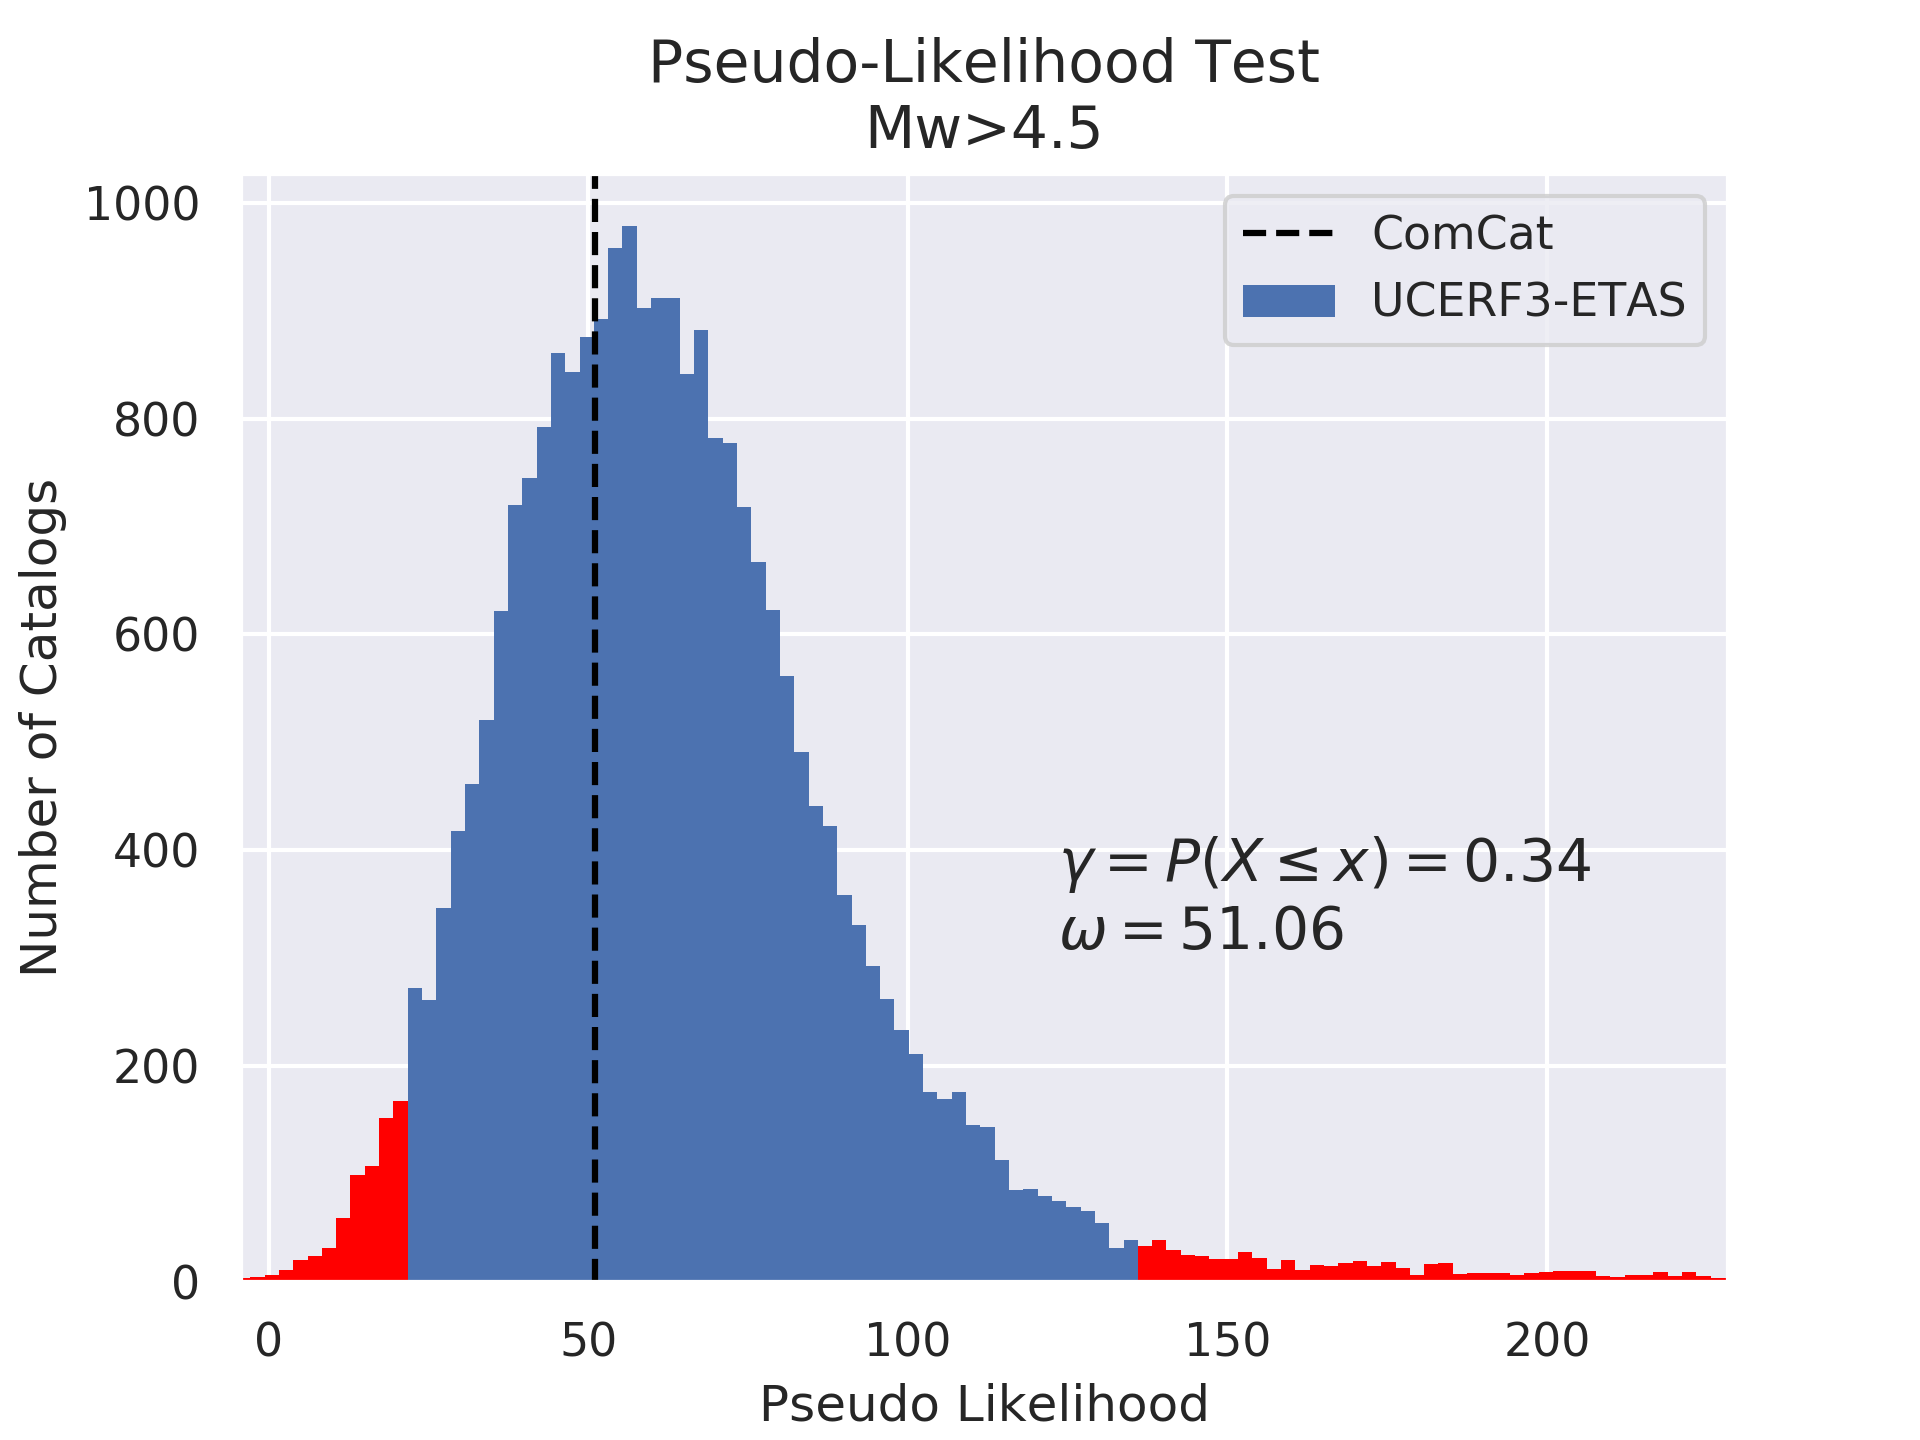 Pseudo-Likelihood Test
Mw>4.5
1000
800
600
400
200
0
Number of Catalogs
ComCat
UCERF3-ETAS
γ = P(X ≤ x) = 0.34
ω = 51.06
0 50 100 150 200
Pseudo Likelihood